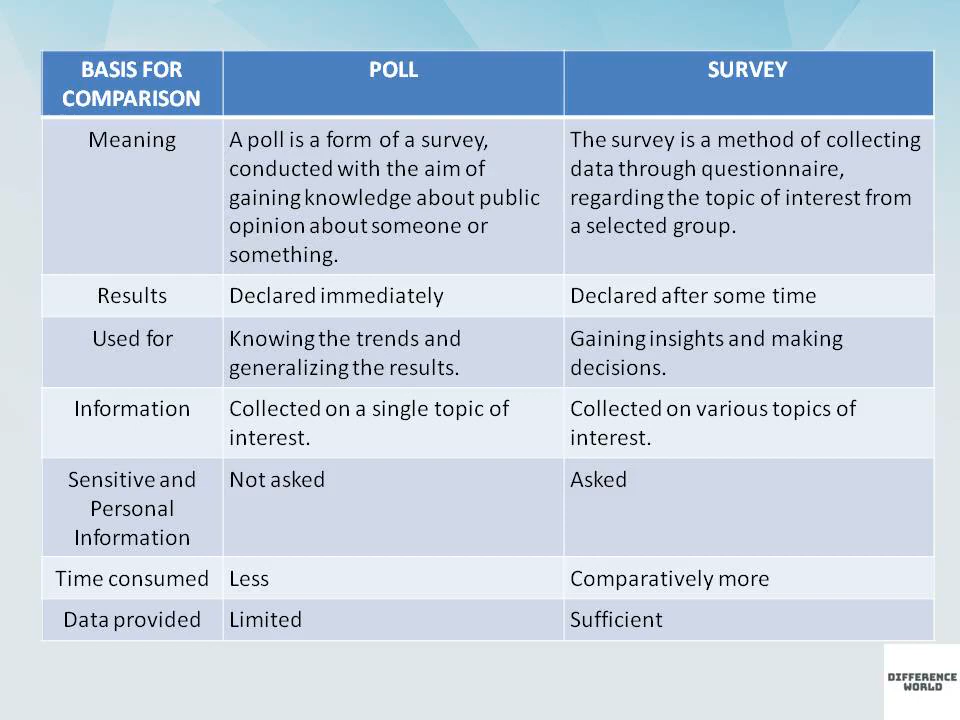 BASIS FOR
COMPARISON
POLL
SURVEY
Meaning
A poll is a form of a survey,
conducted with the aim of
gaining knowledge about public
opinion about someone or
something.
The survey is a method of collecting
data through questionnaire,
regarding the topic of interest from
a selected group.
Results
Declared immediately
Declared after some time
Used for
Knowing the trends and
generalizing the results.
Gaining insights and making
decisions.
Information
Collected on a single topic of
interest.
Collected on various topics of
interest.
Sensitive and
Personal
Information
Not asked
Asked
Time consumed
Less
Comparatively more
Data provided
Limited
Sufficient
DIFFERENCE
WORLD